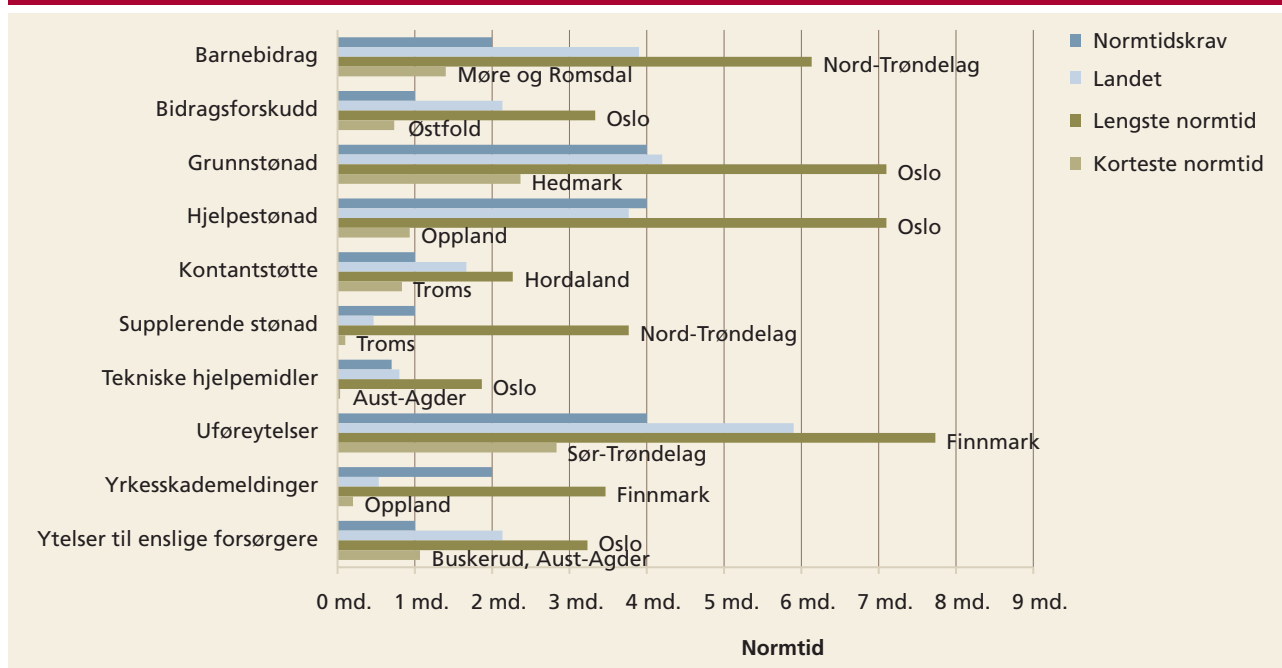 Barnebidrag
Nord-Trøndelag
Møre og Romsdal
Bidragsforskudd
Oslo
Østfold
Grunnstønad
Oslo
Hedmark
Hjelpestønad
Oslo
Oppland
Kontantstøtte
Hordaland
Troms
Supplerende stønad
Nord-Trøndelag
Troms
Tekniske hjelpemidler
Oslo
Aust-Agder
Uføreytelser
Finnmark
Sør-Trøndelag
Yrkesskademeldinger
Finnmark
Oppland
Ytelser til enslige forsørgere
Oslo
Buskerud, Aust-Agder
0 md. 1 md. 2 md. 3 md. 4 md. 5 md. 6 md. 7 md. 8 md. 9 md.
Normtid
Normtidskrav
Landet
Lengste normtid
Korteste normtid